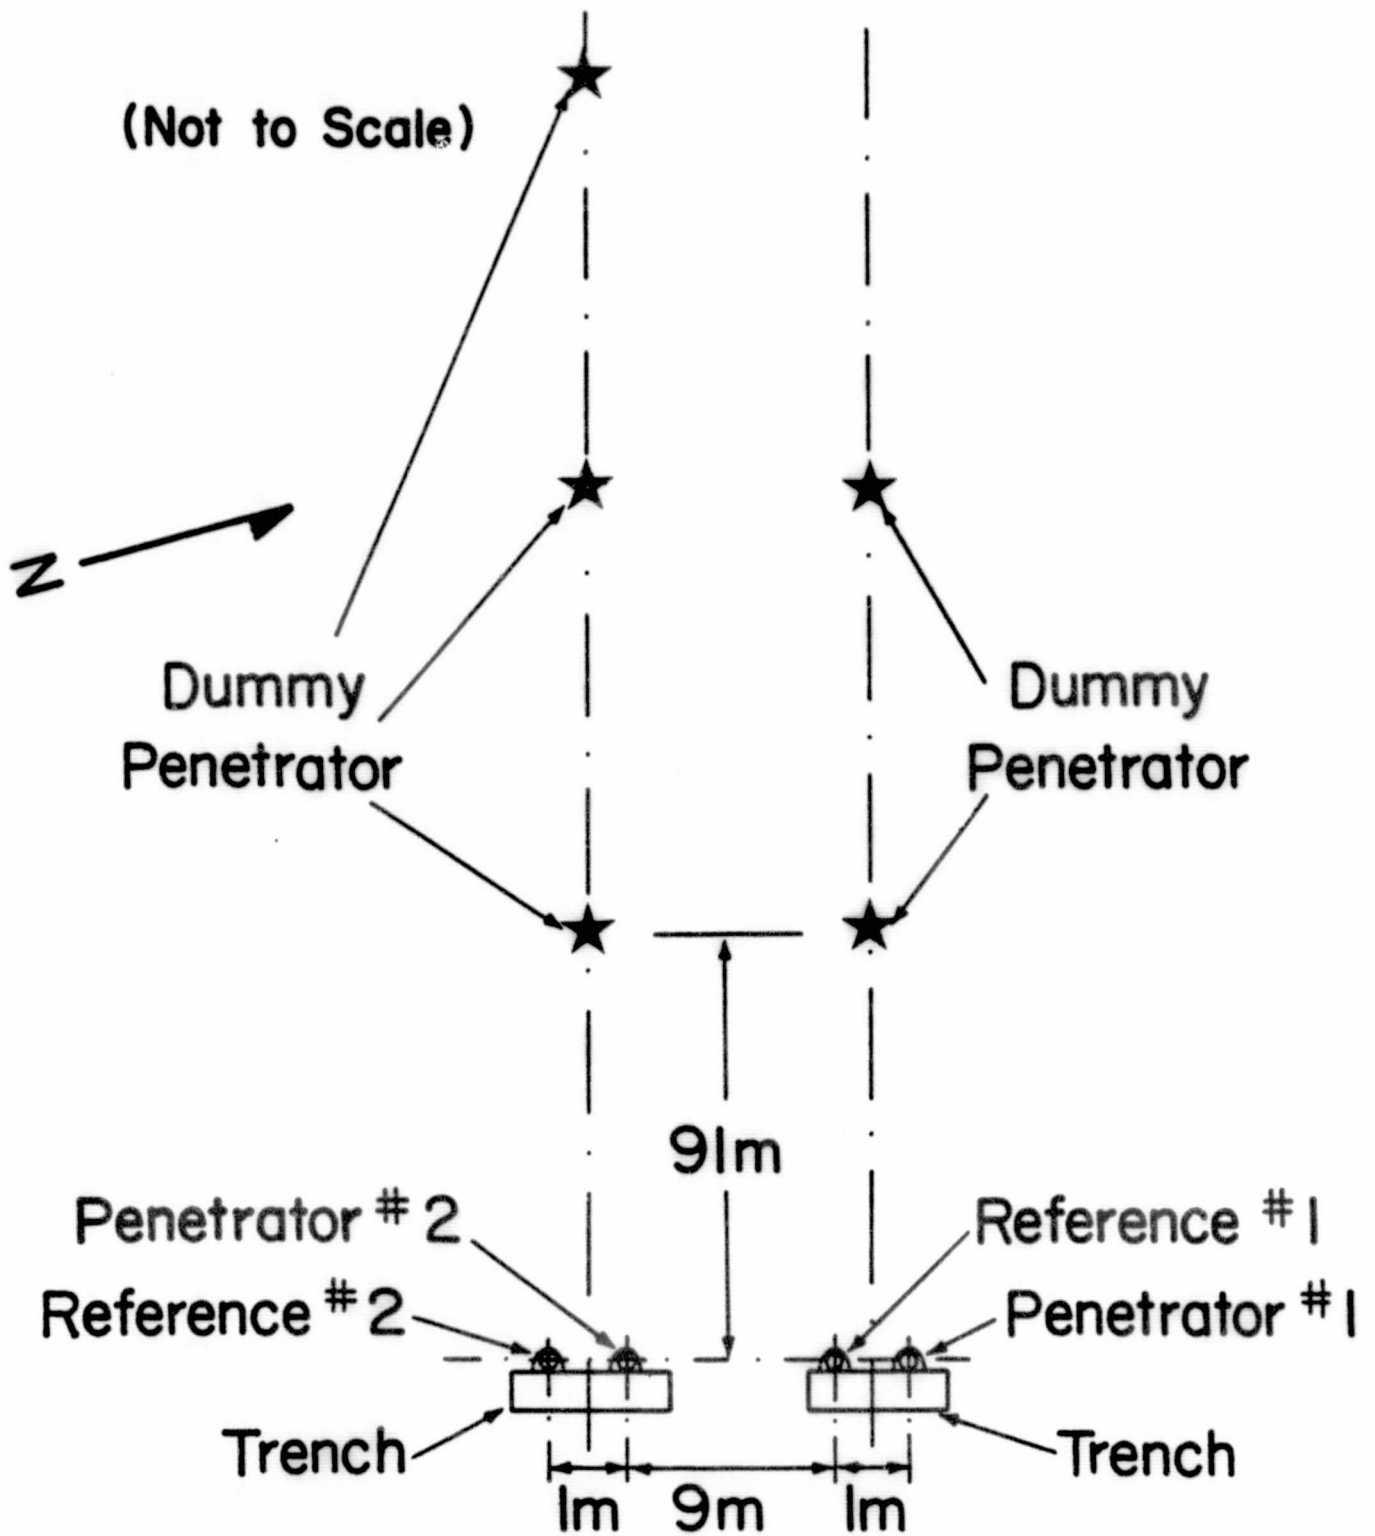 (Not to Scale)
N
Dummy
Penetrator
Dummy
Penetrator
91m
Penetrator #2
Reference #2
Reference #1
Penetrator #1
Trench
Trench
1m
9m
1m